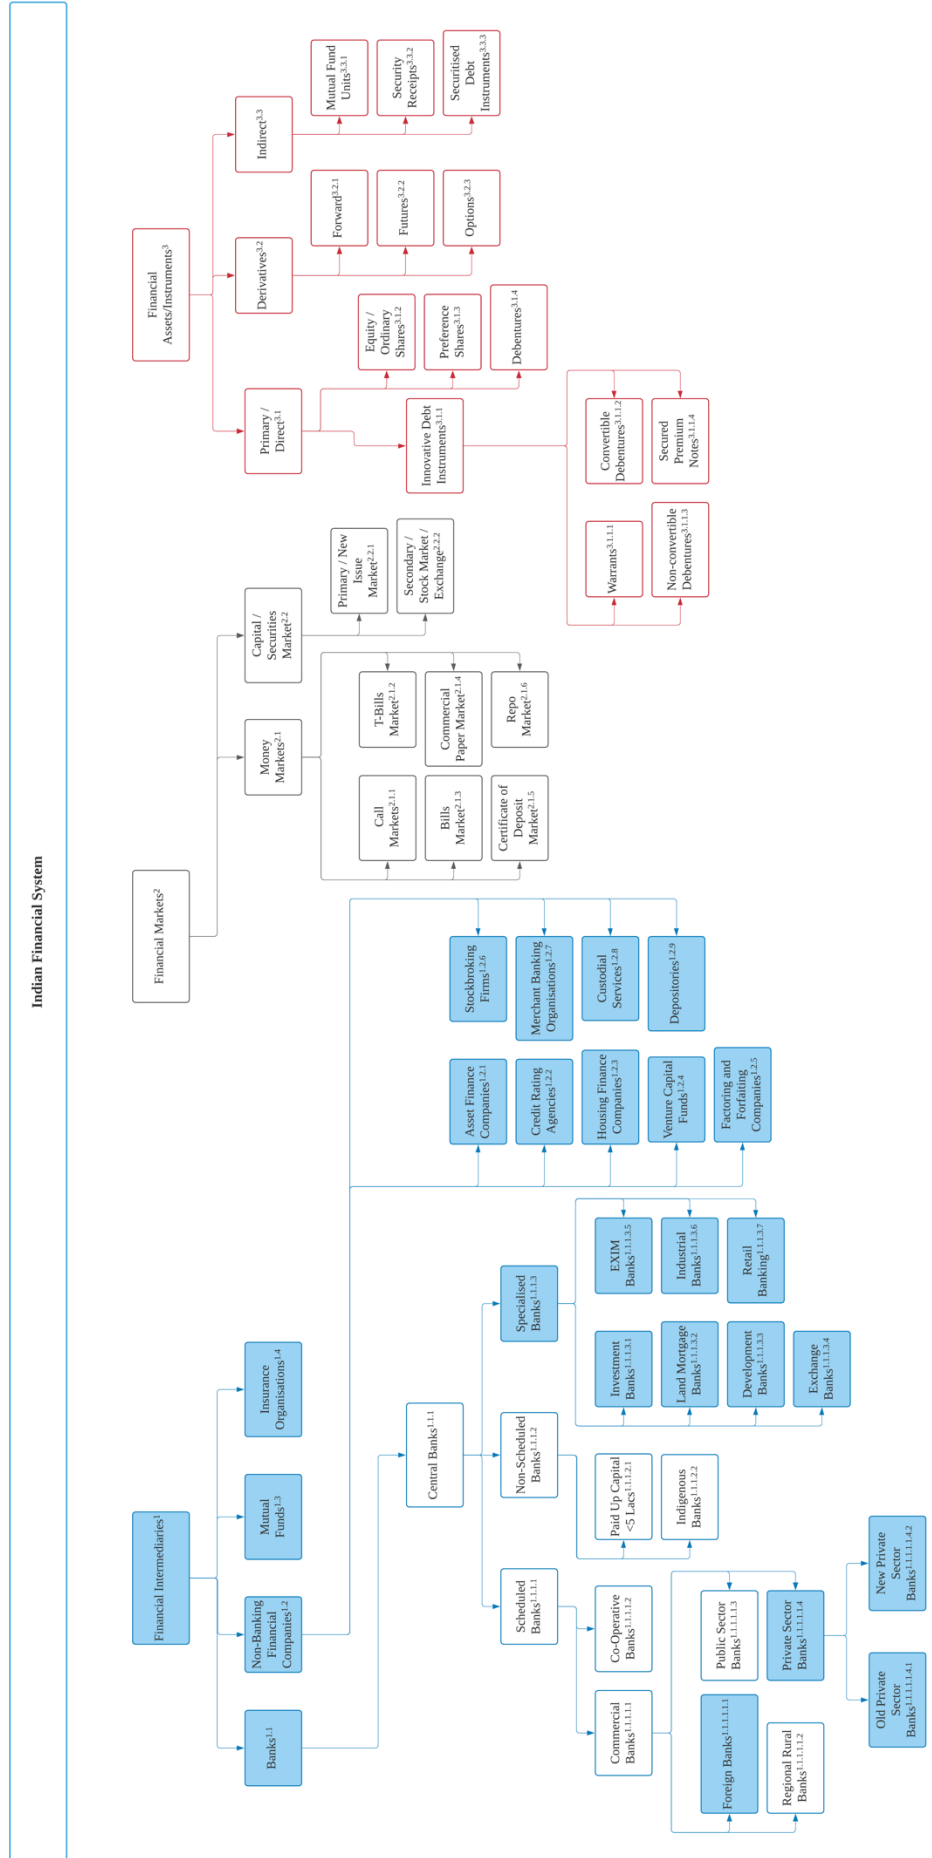 Indian Financial System
Financial Intermediaries1
Financial Markets2
Financial
Assets/Instruments3
Banks1.1
Non-Banking
Financial
Companies1.2
Mutual
Funds1.3
Insurance
Organisations1.4
Money
Markets2.1
Capital /
Securities
Market2.2
Primary /
Direct3.1
Derivatives3.2
Indirect3.3
Central Banks1.1.1
Scheduled
Banks1.1.1.1
Non-Scheduled
Banks1.1.1.2
Specialised
Banks1.1.1.3
Commercial
Banks1.1.1.1.1
Co-Operative
Banks1.1.1.1.2
Foreign Banks1.1.1.1.1.1
Regional Rural
Banks1.1.1.1.1.2
Public Sector
Banks1.1.1.1.1.3
Private Sector
Banks1.1.1.1.1.4
Old Private
Sector
Banks1.1.1.1.1.4.1
New Private
Sector
Banks1.1.1.1.1.4.2
Paid Up Capital
<5 Lacs1.1.1.2.1
Indigenous
Banks1.1.1.2.2
Investment
Banks1.1.1.3.1
Land Mortgage
Banks1.1.1.3.2
Development
Banks1.1.1.3.3
Exchange
Banks1.1.1.3.4
EXIM
Banks1.1.1.3.5
Industrial
Banks1.1.1.3.6
Retail
Banking1.1.1.3.7
Asset Finance
Companies1.2.1
Credit Rating
Agencies1.2.2
Housing Finance
Companies1.2.3
Venture Capital
Funds1.2.4
Factoring and
Forfaiting
Companies1.2.5
Stockbroking
Firms1.2.6
Merchant Banking
Organisations1.2.7
Custodial
Services1.2.8
Depositories1.2.9
Call
Markets2.1.1
T-Bills
Market2.1.2
Bills
Market2.1.3
Commercial
Paper Market2.1.4
Certificate of
Deposit
Market2.1.5
Repo
Market2.1.6
Primary / New
Issue
Market2.2.1
Secondary /
Stock Market /
Exchange2.2.2
Innovative Debt
Instruments3.1.1
Equity /
Ordinary
Shares3.1.2
Preference
Shares3.1.3
Debentures3.1.4
Warrants3.1.1.1
Convertible
Debentures3.1.1.2
Non-convertible
Debentures3.1.1.3
Secured
Premium
Notes3.1.1.4
Forward3.2.1
Futures3.2.2
Options3.2.3
Mutual Fund
Units3.3.1
Security
Receipts3.3.2
Securitised
Debt
Instruments3.3.3